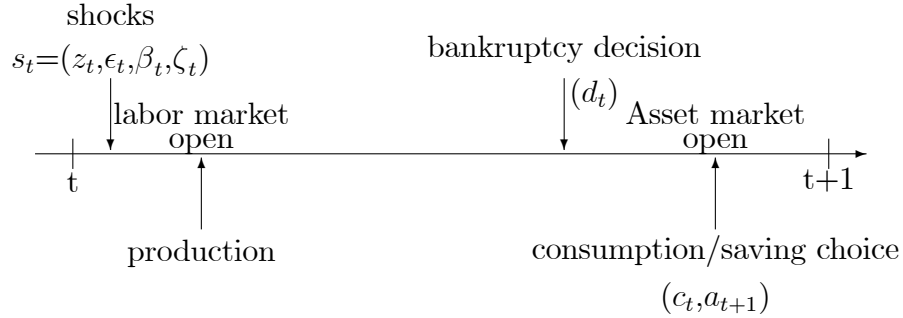 shocks
s_t=(z_t,ϵ_t,β_t,ζ_t)
bankruptcy decision
(d_t)
labor market
open
Asset market
open
t
t+1
production
consumption/saving choice
(c_t,a_{t+1})